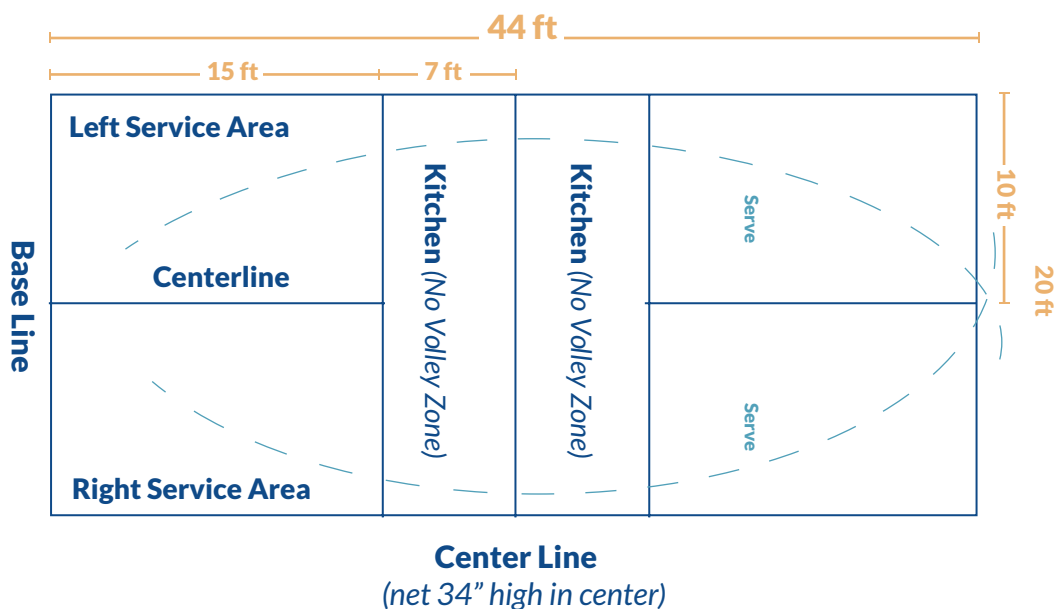 44 ft
15 ft
7 ft
Left Service Area
Kitchen (No Volley Zone)
Kitchen (No Volley Zone)
Serve
10 ft
20 ft
Base Line
Centerline
Serve
Right Service Area
Center Line
(net 34” high in center)